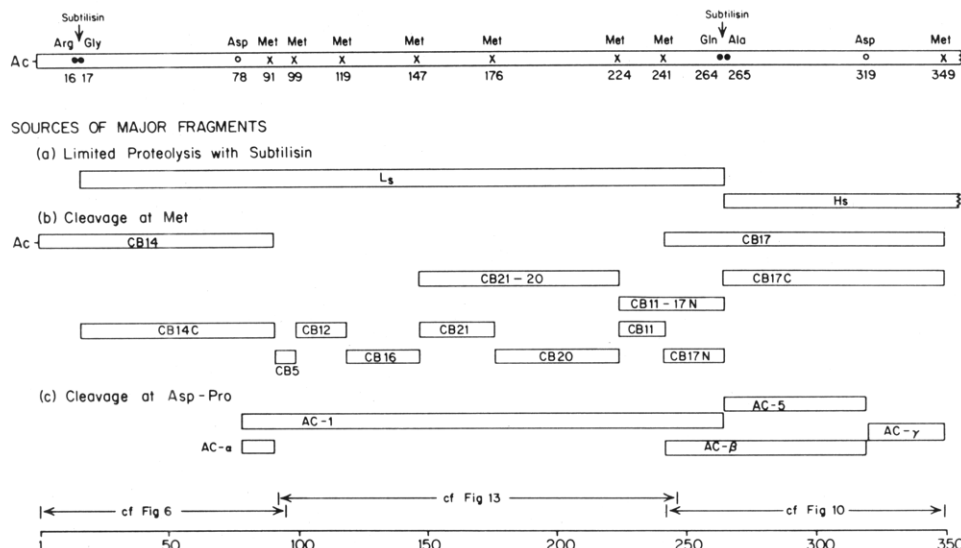 Subtilisin Subtilisin
Arg Gly Asp Met Met Met Met Met Met Met Gln Ala Asp Met
Ac x x x x x x x x
16 17 78 91 99 119 147 176 224 241 264 265 319 349
SOURCES OF MAJOR FRAGMENTS
(a) Limited Proteolysis with Subtilisin
Ls
Hs
(b) Cleavage at Met
Ac CB14 CB17
CB21-20 CB17C
CB11-17N
CB14C CB12 CB21 CB11
CB5 CB16 CB20 CB17N
(c) Cleavage at Asp-Pro
AC-5
AC-1
AC-γ
AC-α AC-β
cf Fig 6 cf Fig 13 cf Fig 10
1 50 100 150 200 250 300 350